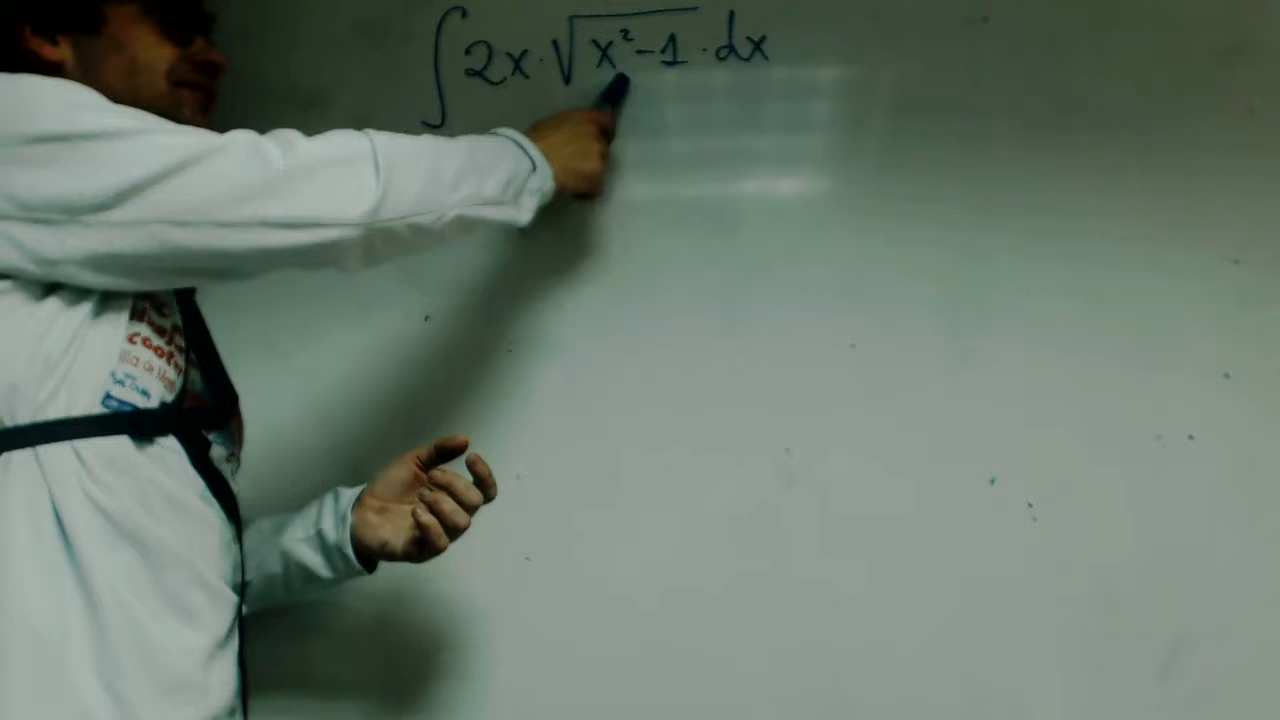 ∫ 2x · √(x² - 1) · dx